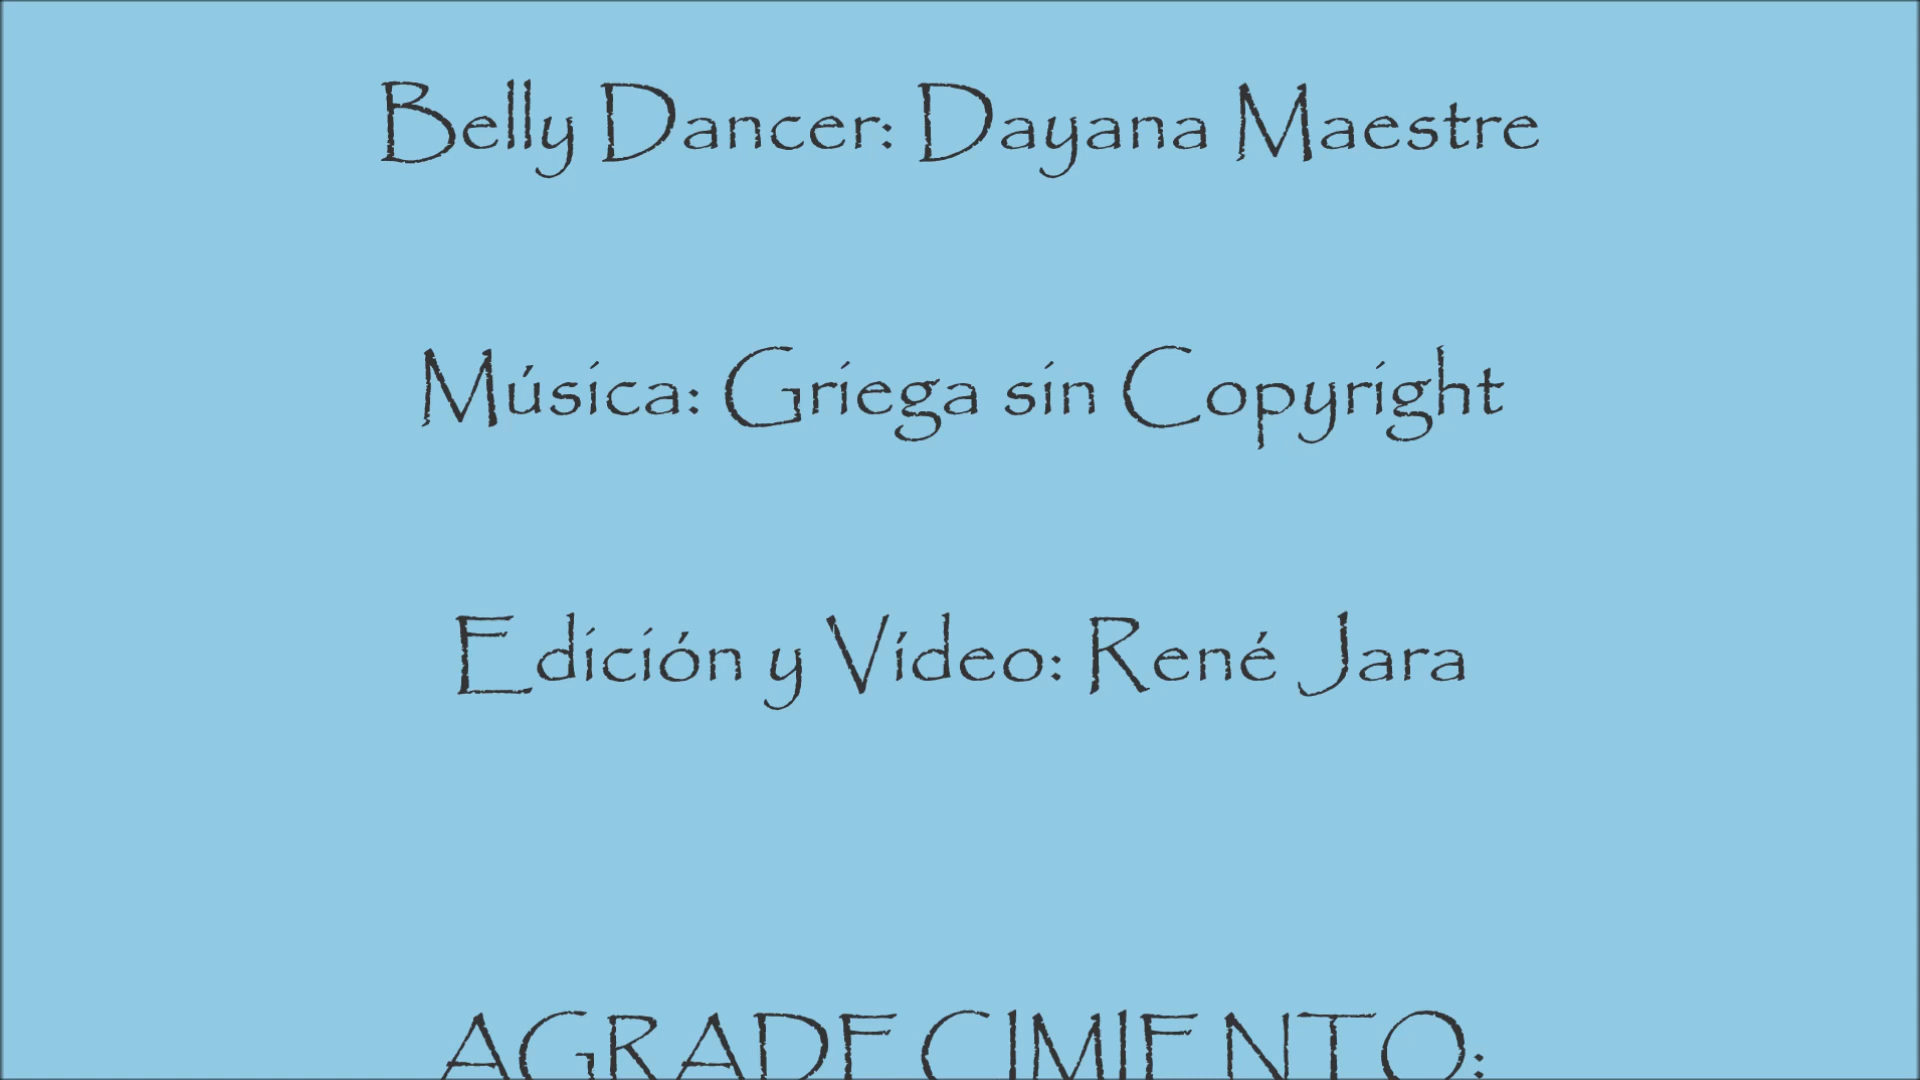 Belly Dancer: Dayana Maestre
Música: Griega sin Copyright
Edición y Vídeo: René Jara
AGRADECIMIENTO: